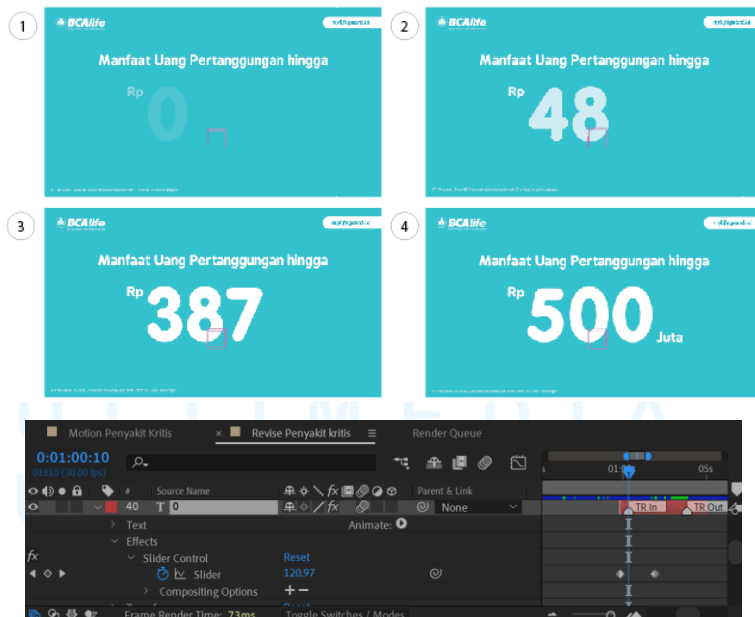 1
BCAlife
Manfaat Uang Pertanggungan hingga
Rp
0
2
BCAlife
Manfaat Uang Pertanggungan hingga
Rp
48
3
BCAlife
Manfaat Uang Pertanggungan hingga
Rp
387
4
BCAlife
Manfaat Uang Pertanggungan hingga
Rp
500
Juta
Motion Penyakit Kritis
× Revise Penyakit kritis
Render Queue
0:01:00:10
01810 (30.00 fps)
s
05s
# Source Name
Parent & Link
40 T 0
fx
None
TR In
TR Out
Text
Animate:
Effects
fx
Slider Control
Reset
Slider
120.97
Compositing Options
+ −
Frame Render Time: 73ms
Toggle Switches / Modes